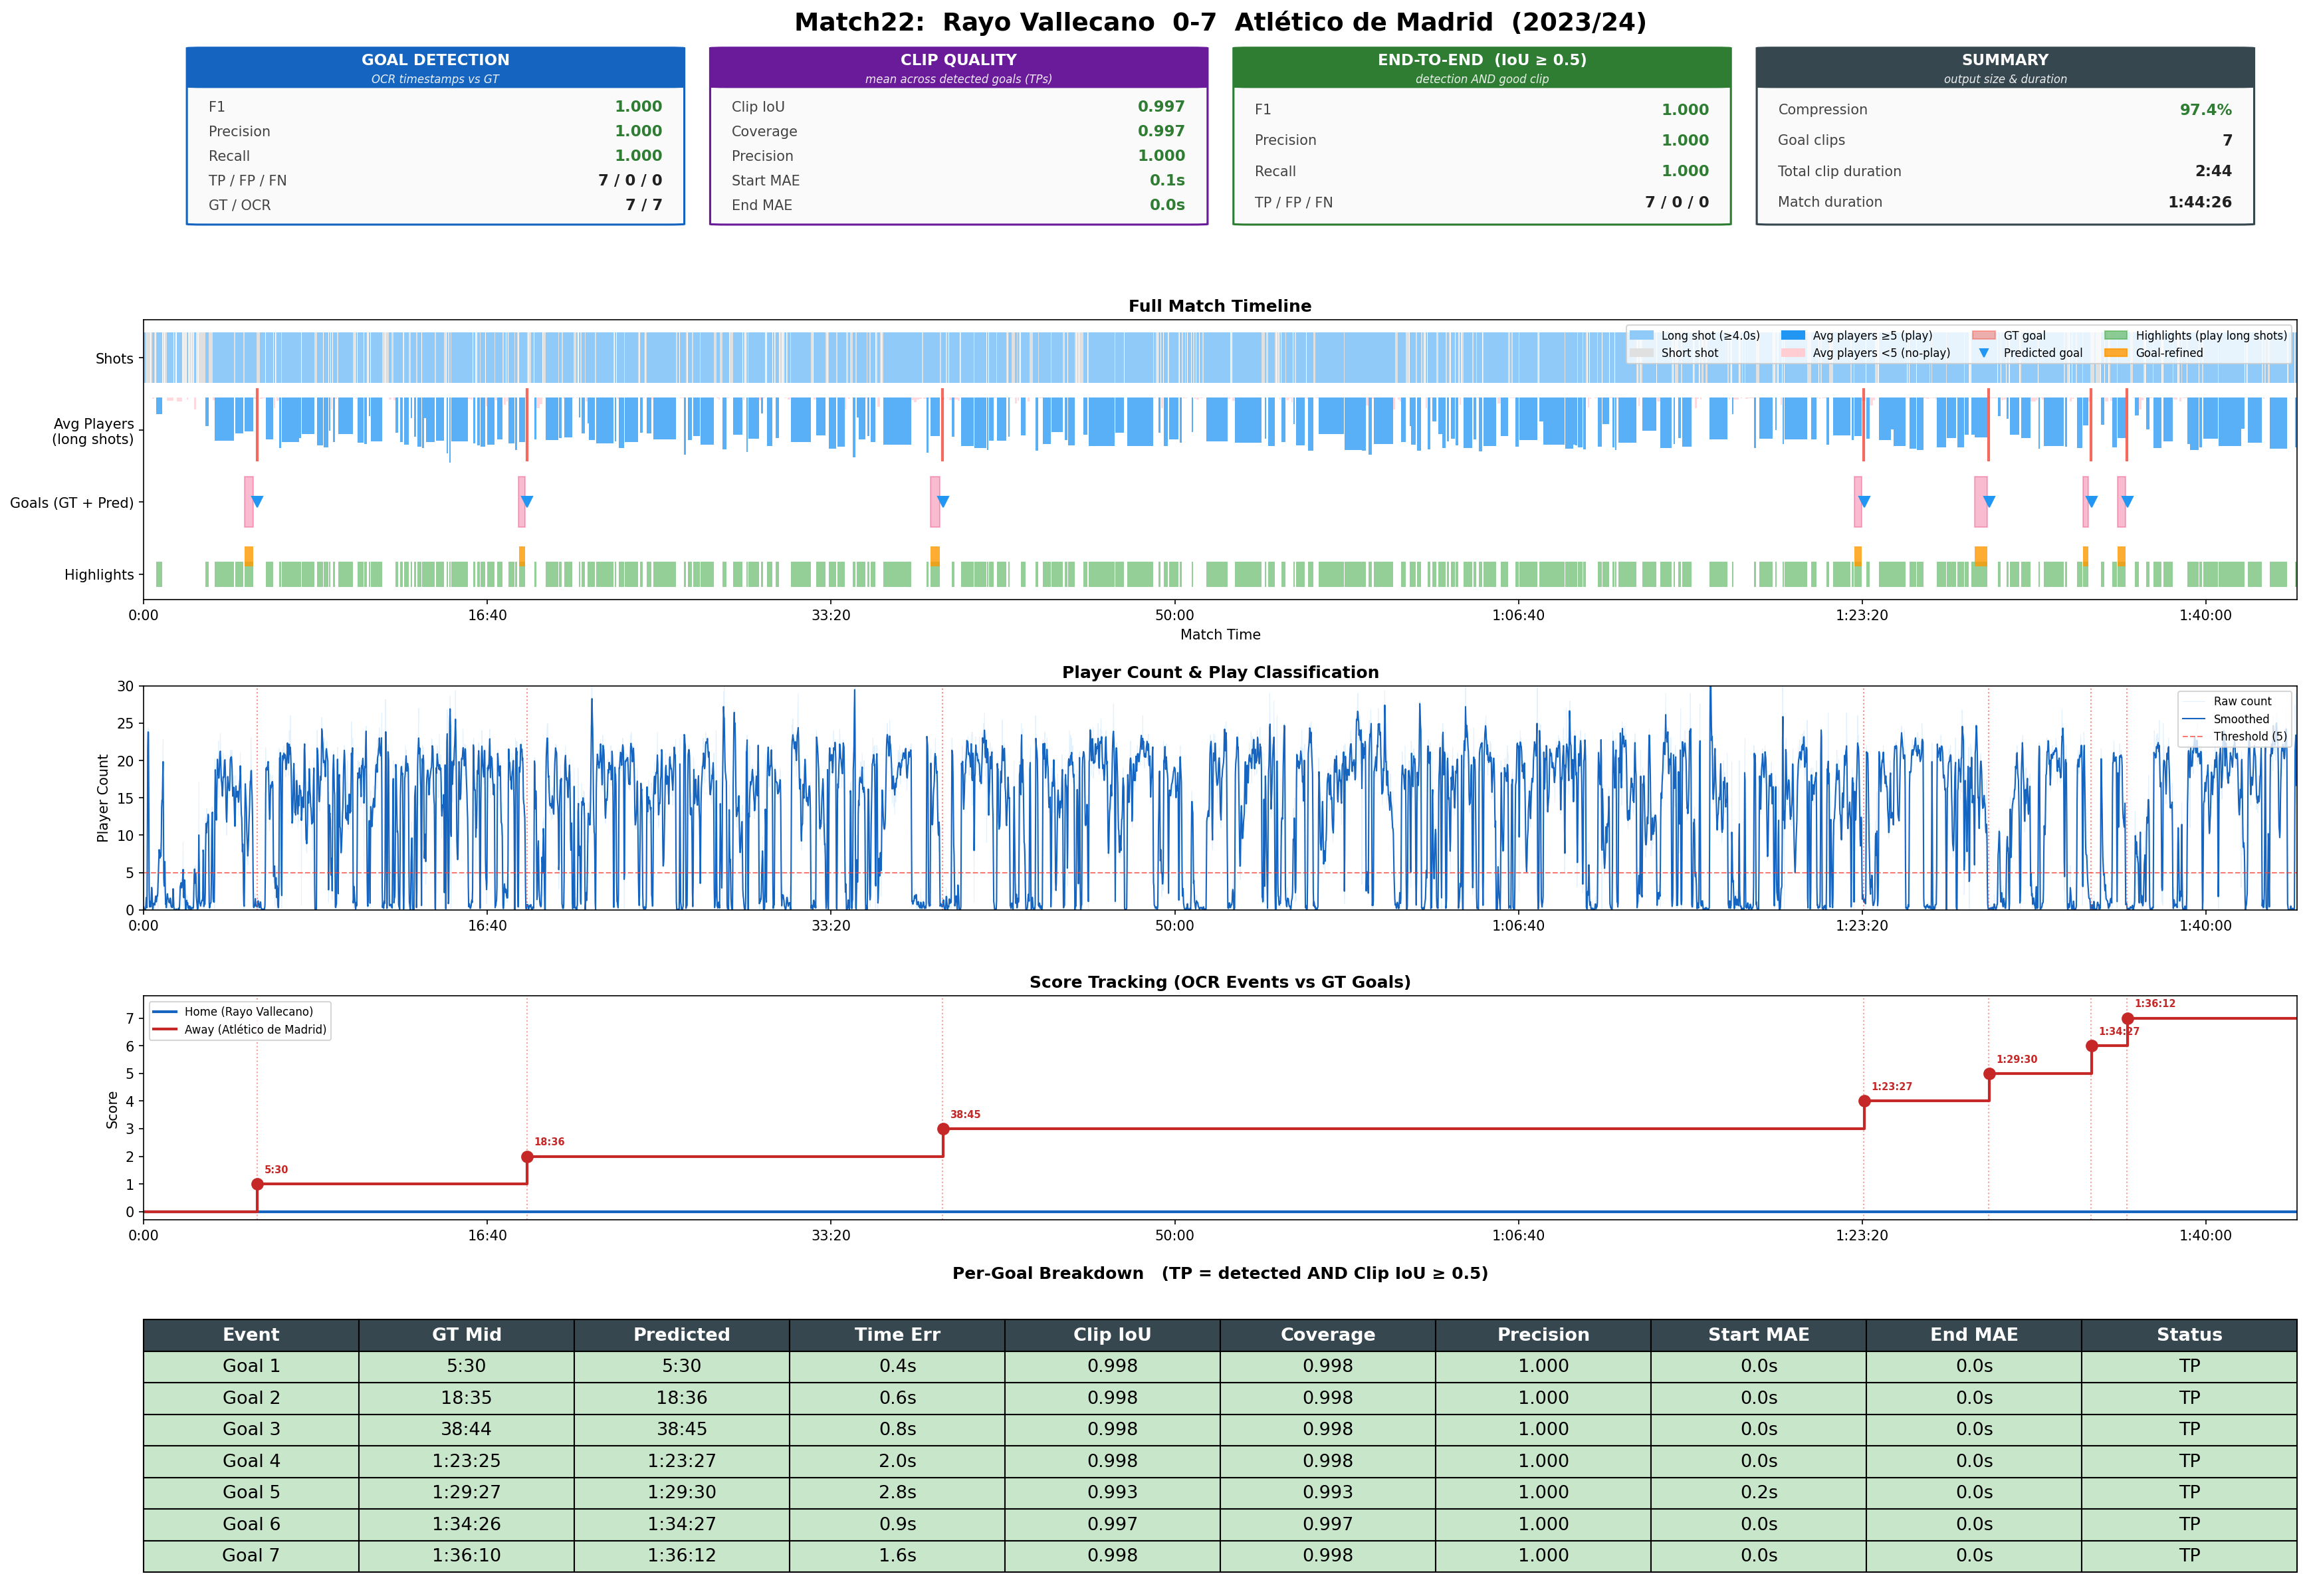 Match22:  Rayo Vallecano  0-7  Atlético de Madrid  (2023/24)
GOAL DETECTION
OCR timestamps vs GT
F1 1.000
Precision 1.000
Recall 1.000
TP / FP / FN 7 / 0 / 0
GT / OCR 7 / 7
CLIP QUALITY
mean across detected goals (TPs)
Clip IoU 0.997
Coverage 0.997
Precision 1.000
Start MAE 0.1s
End MAE 0.0s
END-TO-END  (IoU ≥ 0.5)
detection AND good clip
F1 1.000
Precision 1.000
Recall 1.000
TP / FP / FN 7 / 0 / 0
SUMMARY
output size & duration
Compression 97.4%
Goal clips 7
Total clip duration 2:44
Match duration 1:44:26
Full Match Timeline
Long shot (≥4.0s)
Short shot
Avg players ≥5 (play)
Avg players <5 (no-play)
GT goal
Predicted goal
Highlights (play long shots)
Goal-refined
Shots
Avg Players
(long shots)
Goals (GT + Pred)
Highlights
0:00 16:40 33:20 50:00 1:06:40 1:23:20 1:40:00
Match Time
Player Count & Play Classification
Raw count
Smoothed
Threshold (5)
Player Count
30
25
20
15
10
5
0
0:00 16:40 33:20 50:00 1:06:40 1:23:20 1:40:00
Score Tracking (OCR Events vs GT Goals)
Home (Rayo Vallecano)
Away (Atlético de Madrid)
Score
7
6
5
4
3
2
1
0
5:30
18:36
38:45
1:23:27
1:29:30
1:34:27
1:36:12
0:00 16:40 33:20 50:00 1:06:40 1:23:20 1:40:00
Per-Goal Breakdown   (TP = detected AND Clip IoU ≥ 0.5)
Event GT Mid Predicted Time Err Clip IoU Coverage Precision Start MAE End MAE Status
Goal 1 5:30 5:30 0.4s 0.998 0.998 1.000 0.0s 0.0s TP
Goal 2 18:35 18:36 0.6s 0.998 0.998 1.000 0.0s 0.0s TP
Goal 3 38:44 38:45 0.8s 0.998 0.998 1.000 0.0s 0.0s TP
Goal 4 1:23:25 1:23:27 2.0s 0.998 0.998 1.000 0.0s 0.0s TP
Goal 5 1:29:27 1:29:30 2.8s 0.993 0.993 1.000 0.2s 0.0s TP
Goal 6 1:34:26 1:34:27 0.9s 0.997 0.997 1.000 0.0s 0.0s TP
Goal 7 1:36:10 1:36:12 1.6s 0.998 0.998 1.000 0.0s 0.0s TP